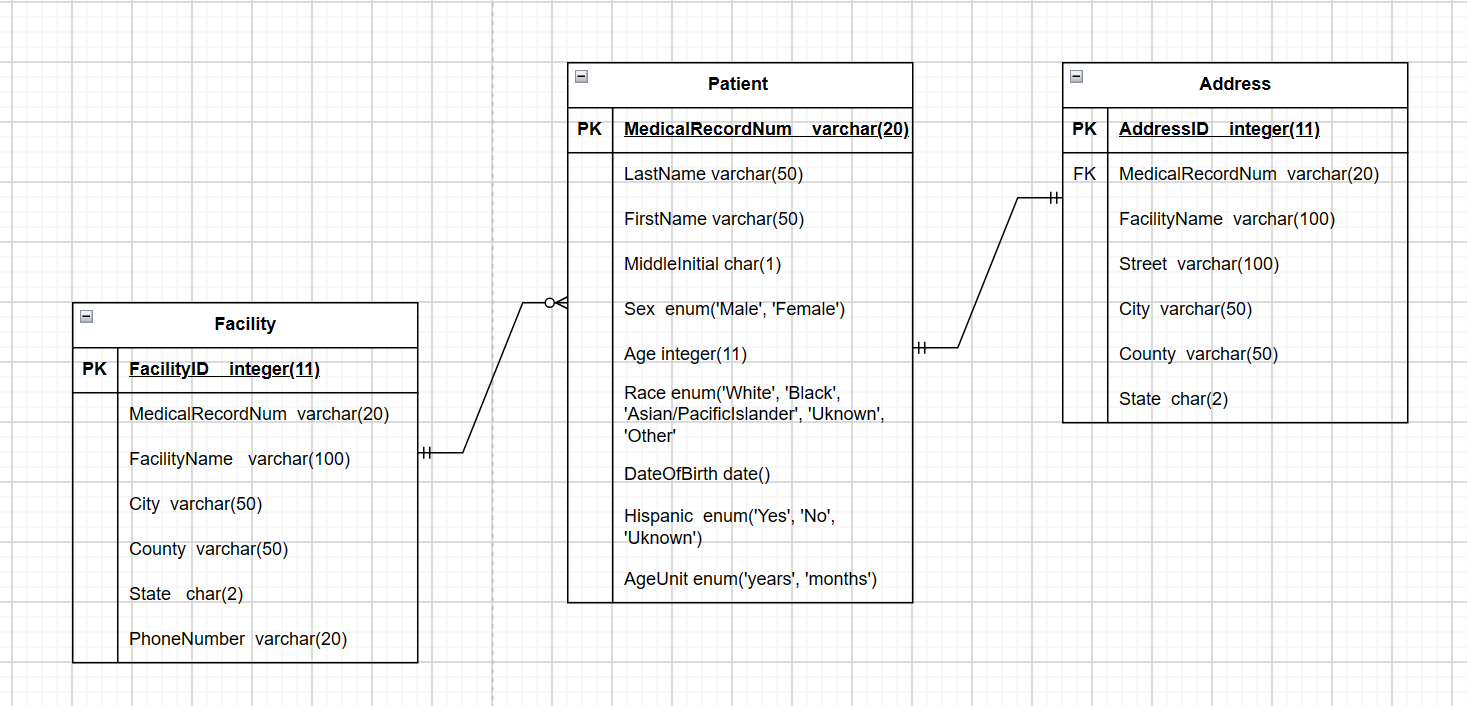 Facility
PK FacilityID integer(11)
MedicalRecordNum varchar(20)
FacilityName varchar(100)
City varchar(50)
County varchar(50)
State char(2)
PhoneNumber varchar(20)
Patient
PK MedicalRecordNum varchar(20)
LastName varchar(50)
FirstName varchar(50)
MiddleInitial char(1)
Sex enum('Male', 'Female')
Age integer(11)
Race enum('White', 'Black',
'Asian/PacificIslander', 'Uknown',
'Other'
DateOfBirth date()
Hispanic enum('Yes', 'No',
'Uknown')
AgeUnit enum('years', 'months')
Address
PK AddressID integer(11)
FK MedicalRecordNum varchar(20)
FacilityName varchar(100)
Street varchar(100)
City varchar(50)
County varchar(50)
State char(2)